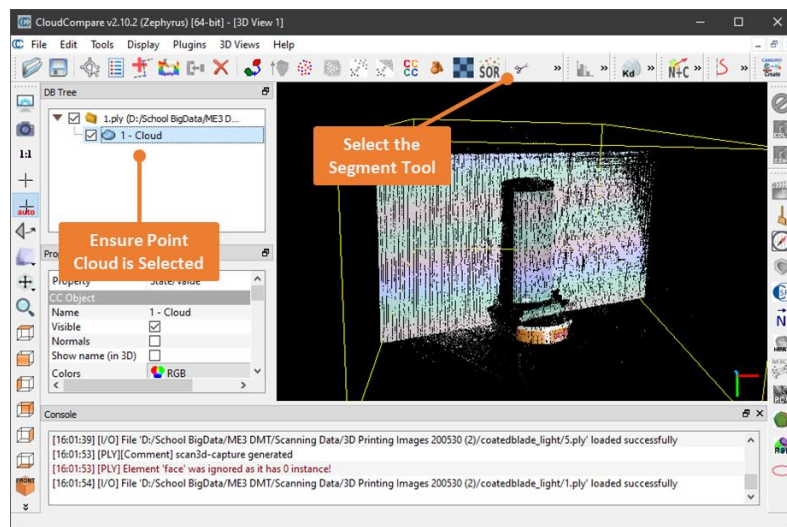 CloudCompare v2.10.2 (Zephyrus) [64-bit] - [3D View 1]
File Edit Tools Display Plugins 3D Views Help
SOR
Kd
N+C
CANUPO
Create
DB Tree
1.ply (D:/School BigData/ME3 D...
1 - Cloud
Select the
Segment Tool
1:1
auto
Ensure Point
Cloud is Selected
Property State/Value
CC Object
Name 1 - Cloud
Visible
Normals
Show name (in 3D)
Colors RGB
N
FRONT
Console
[16:01:39] [I/O] File 'D:/School BigData/ME3 DMT/Scanning Data/3D Printing Images 200530 (2)/coatedblade_light/5.ply' loaded successfully
[16:01:53] [PLY][Comment] scan3d-capture generated
[16:01:53] [PLY] Element 'face' was ignored as it has 0 instance!
[16:01:54] [I/O] File 'D:/School BigData/ME3 DMT/Scanning Data/3D Printing Images 200530 (2)/coatedblade_light/1.ply' loaded successfully